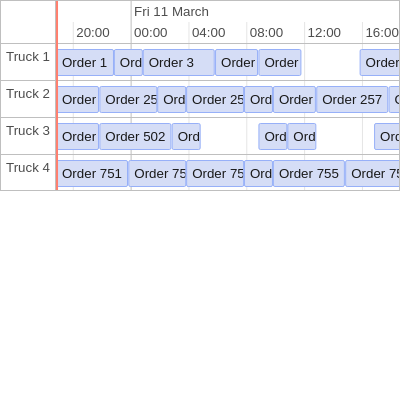 Fri 11 March
20:00 00:00 04:00 08:00 12:00 16:00
Truck 1 Order 1 Ord Order 3 Order Order Order
Truck 2 Order Order 25 Ord Order 25 Ord Order Order 257
Truck 3 Order Order 502 Ord Ord Ord Ord
Truck 4 Order 751 Order 75 Order 75 Ord Order 755 Order 75